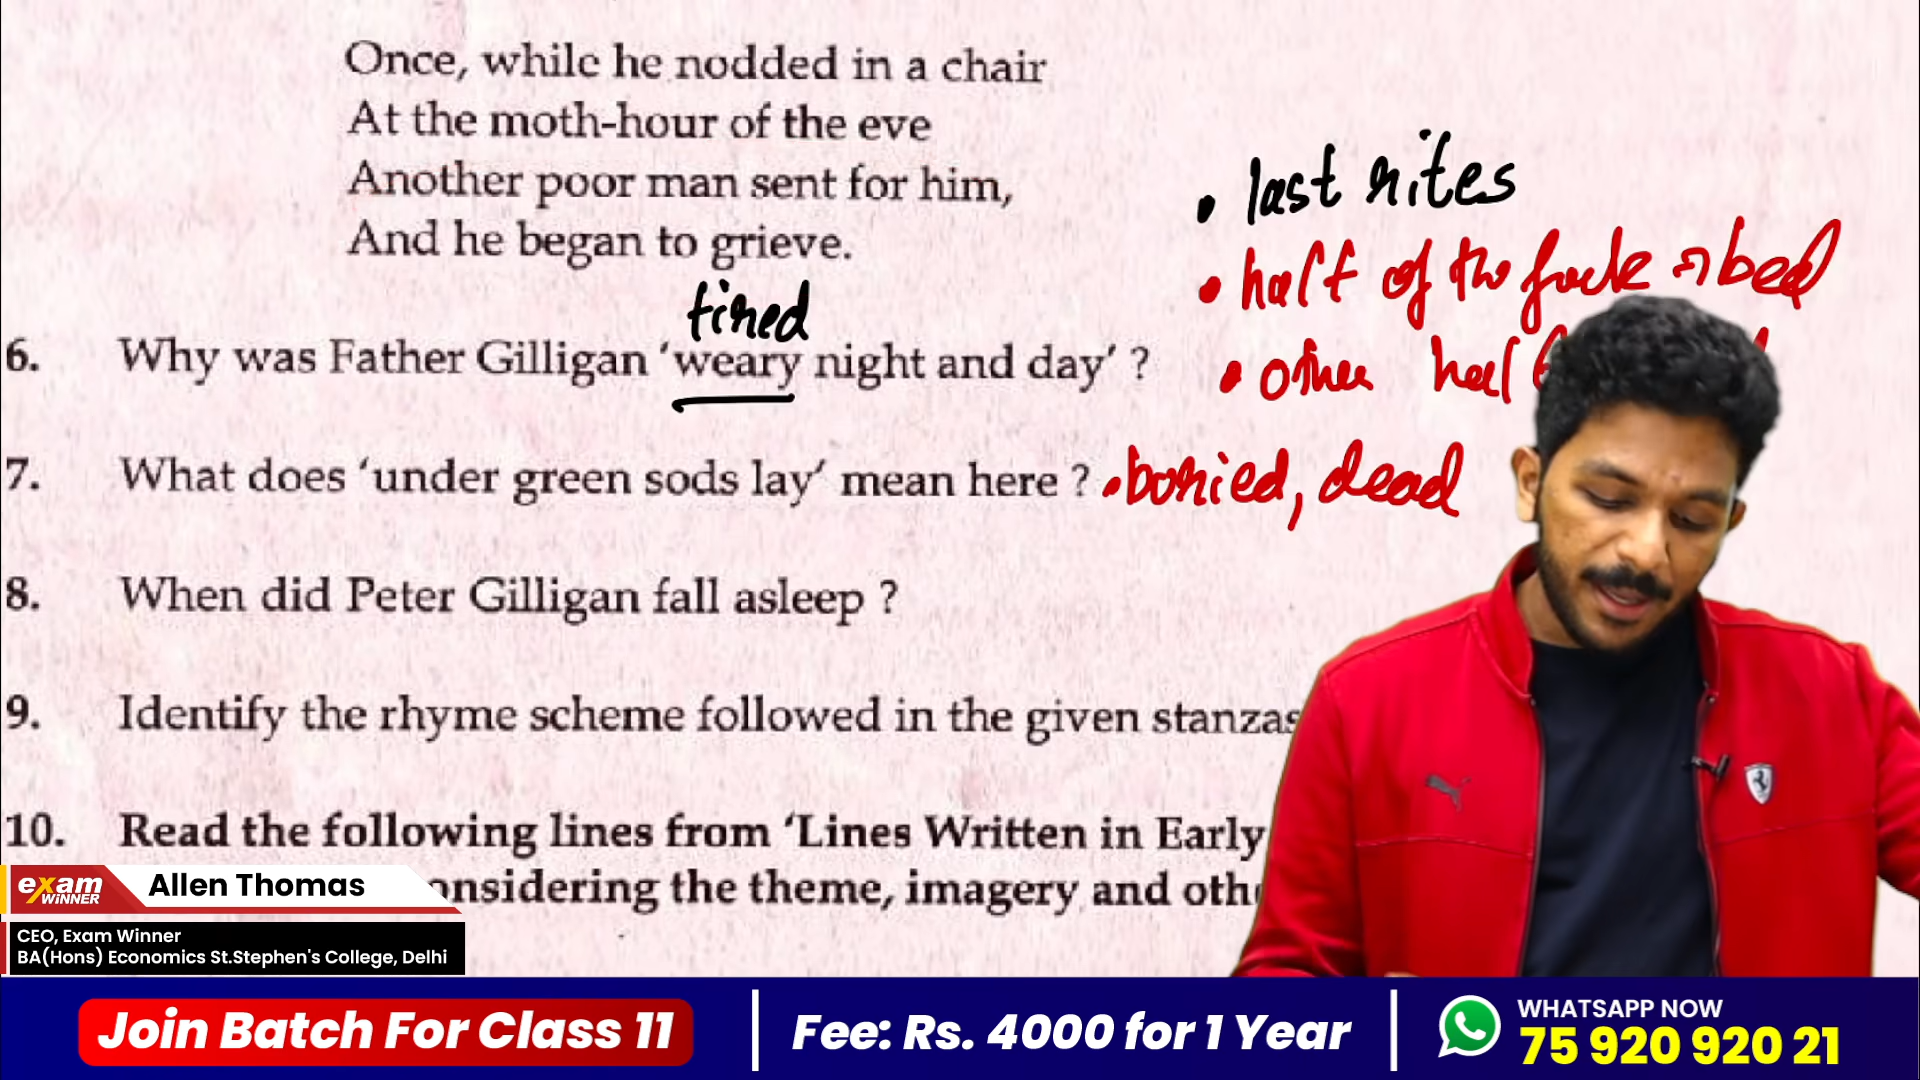 Once, while he nodded in a chair
At the moth-hour of the eve
Another poor man sent for him,
And he began to grieve.
• last rites
• half of the flock in bed
tired
6. Why was Father Gilligan ‘weary night and day’ ?
• other half
7. What does ‘under green sods lay’ mean here ? • buried, dead
8. When did Peter Gilligan fall asleep ?
9. Identify the rhyme scheme followed in the given stanzas
10. Read the following lines from ‘Lines Written in Early
onsidering the theme, imagery and oth
exam WiNNER
Allen Thomas
CEO, Exam Winner
BA(Hons) Economics St.Stephen's College, Delhi
Join Batch For Class 11
Fee: Rs. 4000 for 1 Year
WHATSAPP NOW
75 920 920 21